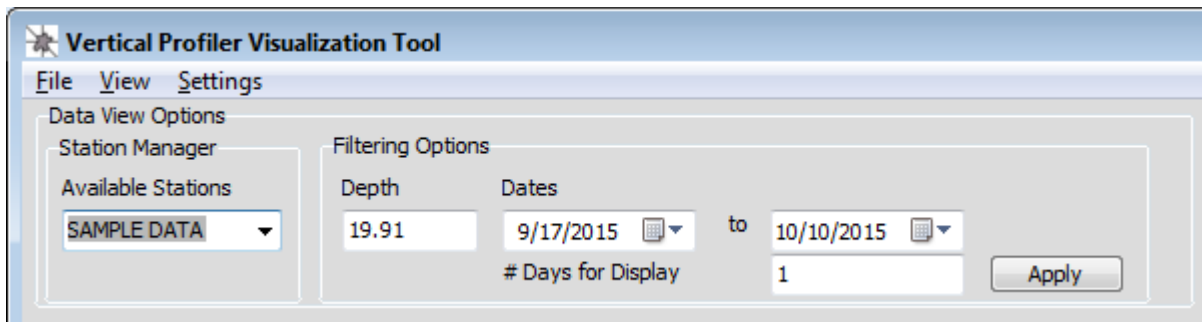 Vertical Profiler Visualization Tool
File View Settings
Data View Options
Station Manager
Available Stations
SAMPLE DATA
Filtering Options
Depth Dates
19.91 9/17/2015 to 10/10/2015
# Days for Display 1 Apply